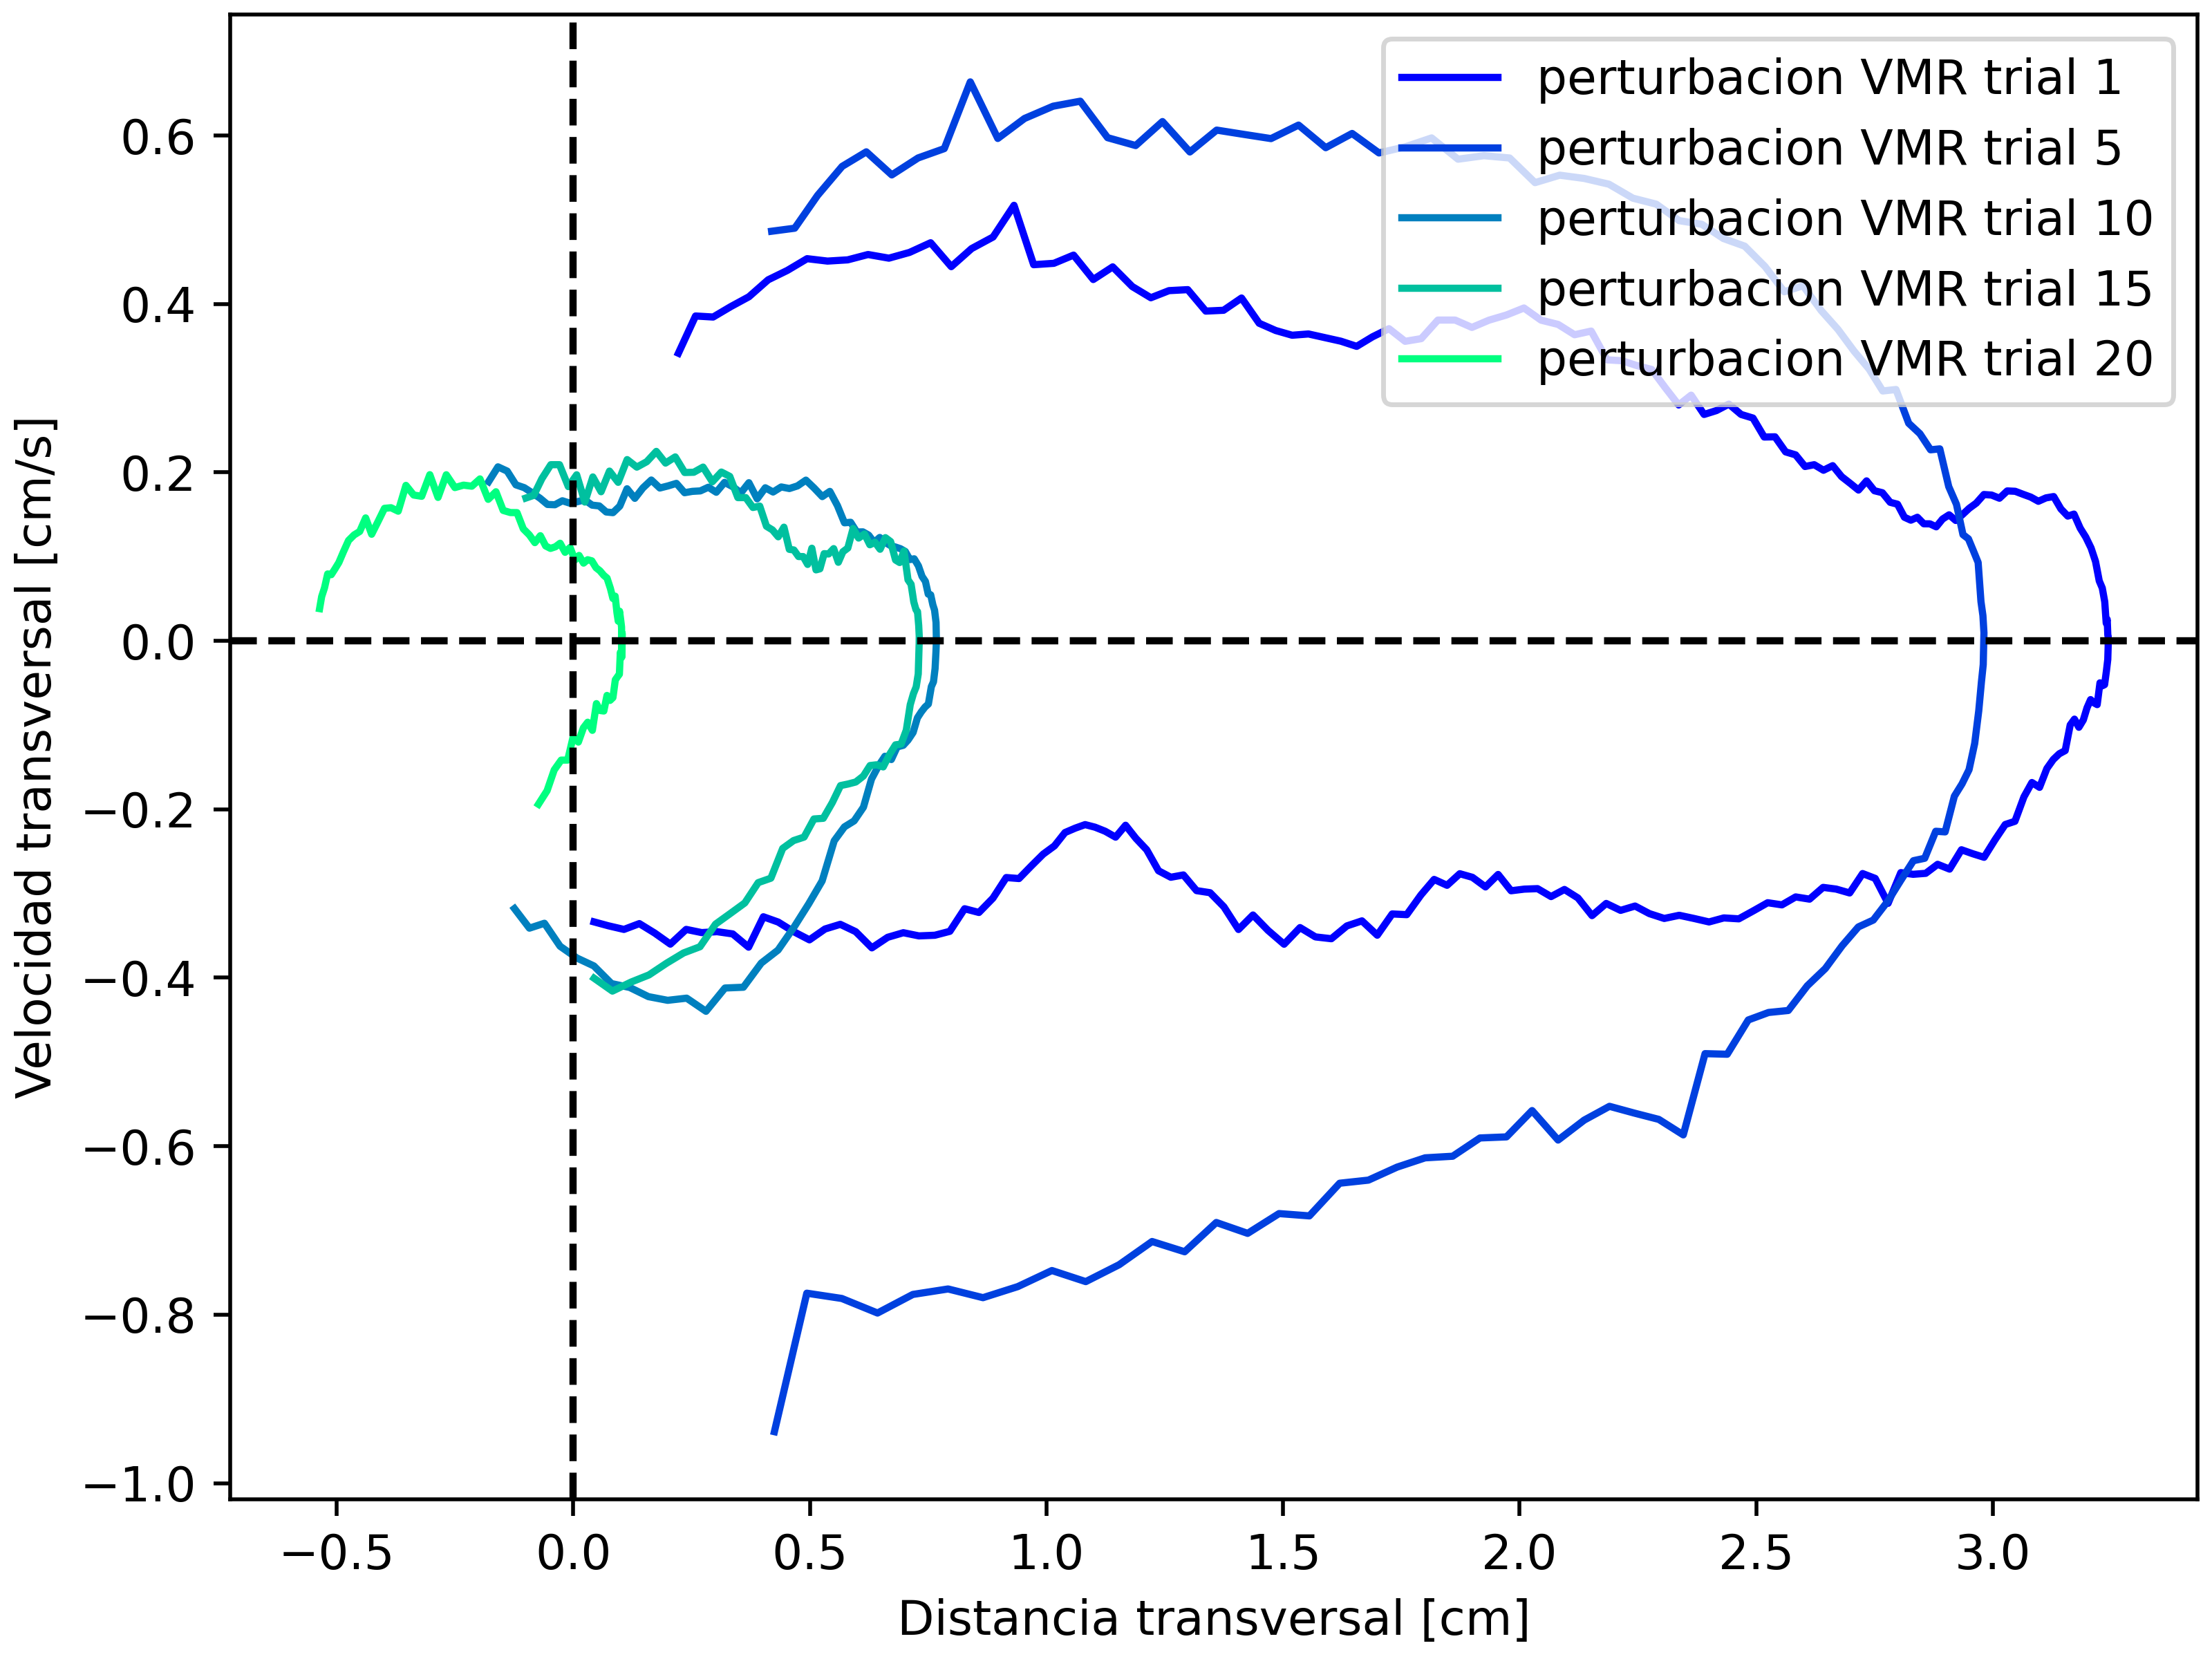 perturbacion VMR trial 1
perturbacion VMR trial 5
perturbacion VMR trial 10
perturbacion VMR trial 15
perturbacion VMR trial 20
Velocidad transversal [cm/s]
0.6
0.4
0.2
0.0
−0.2
−0.4
−0.6
−0.8
−1.0
−0.5 0.0 0.5 1.0 1.5 2.0 2.5 3.0
Distancia transversal [cm]